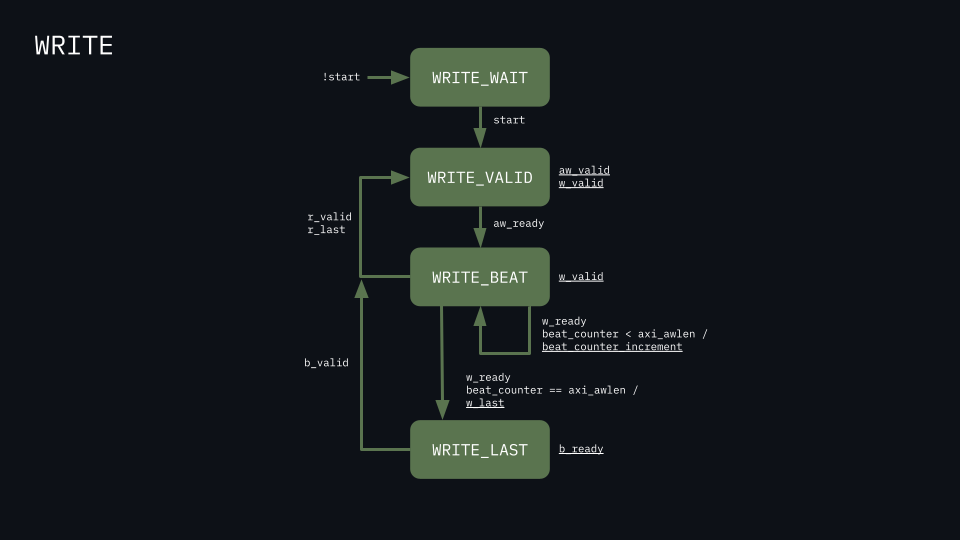 WRITE
WRITE_WAIT
!start
start
WRITE_VALID
aw_valid
w_valid
r_valid
r_last
aw_ready
WRITE_BEAT
w_valid
w_ready
beat_counter < axi_awlen /
beat_counter_increment
b_valid
w_ready
beat_counter == axi_awlen /
w_last
WRITE_LAST
b_ready